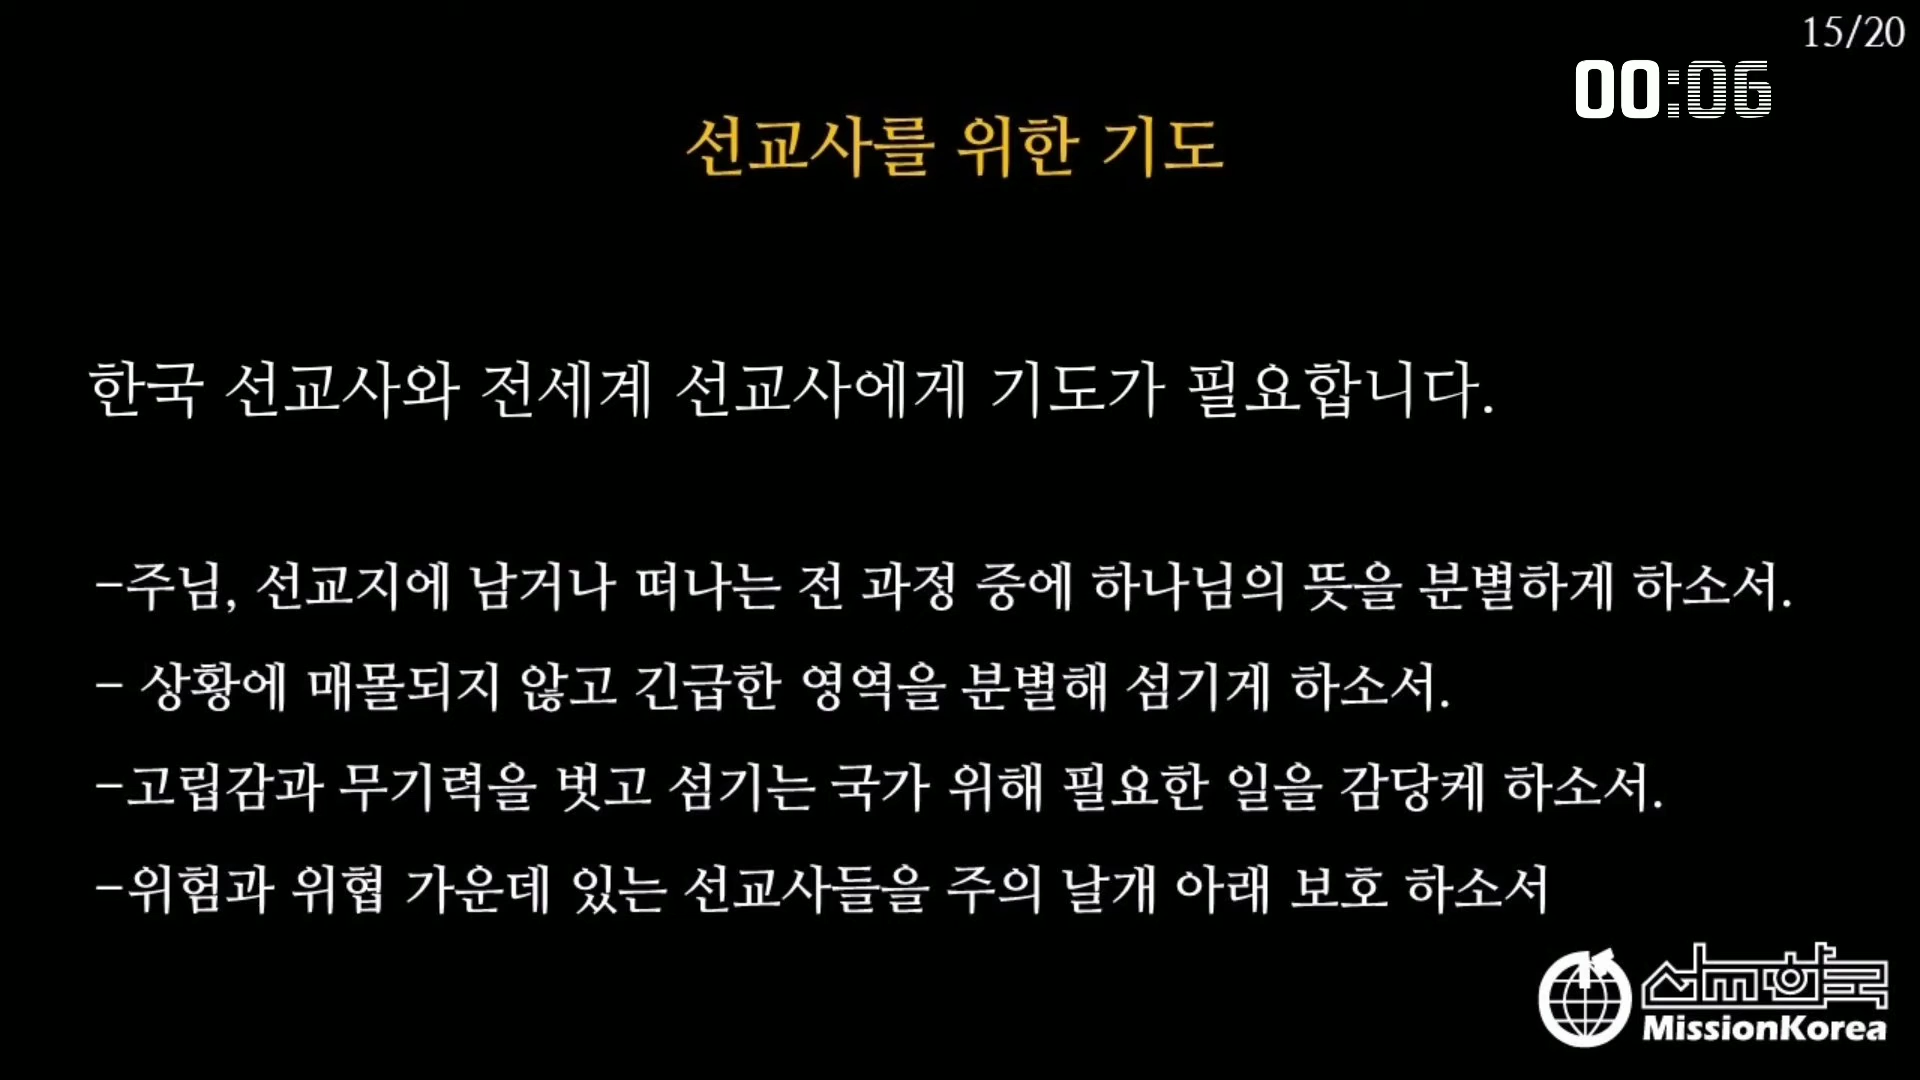 15/20
00:06
선교사를 위한 기도
한국 선교사와 전세계 선교사에게 기도가 필요합니다.
-주님, 선교지에 남거나 떠나는 전 과정 중에 하나님의 뜻을 분별하게 하소서.
- 상황에 매몰되지 않고 긴급한 영역을 분별해 섬기게 하소서.
-고립감과 무기력을 벗고 섬기는 국가 위해 필요한 일을 감당케 하소서.
-위험과 위협 가운데 있는 선교사들을 주의 날개 아래 보호 하소서
선교한국
MissionKorea